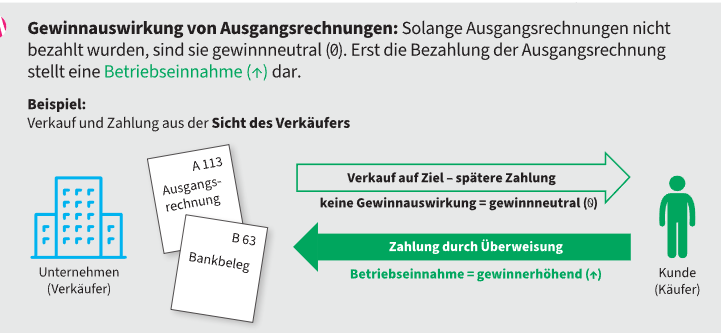 Gewinnauswirkung von Ausgangsrechnungen: Solange Ausgangsrechnungen nicht
bezahlt wurden, sind sie gewinnneutral (0). Erst die Bezahlung der Ausgangsrechnung
stellt eine Betriebseinnahme (↑) dar.
Beispiel:
Verkauf und Zahlung aus der Sicht des Verkäufers
A 113
Ausgangs-
rechnung
B 63
Bankbeleg
Verkauf auf Ziel – spätere Zahlung
keine Gewinnauswirkung = gewinnneutral (0)
Zahlung durch Überweisung
Betriebseinnahme = gewinnerhöhend (↑)
Unternehmen
(Verkäufer)
Kunde
(Käufer)